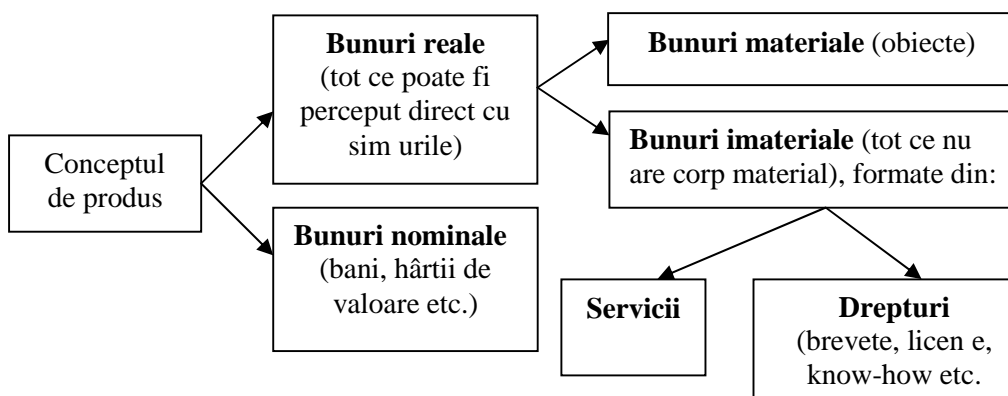 Bunuri reale
(tot ce poate fi
perceput direct cu
sim urile)
Bunuri materiale (obiecte)
Bunuri imateriale (tot ce nu
are corp material), formate din:
Conceptul
de produs
Bunuri nominale
(bani, hârtii de
valoare etc.)
Servicii
Drepturi
(brevete, licen e,
know-how etc.